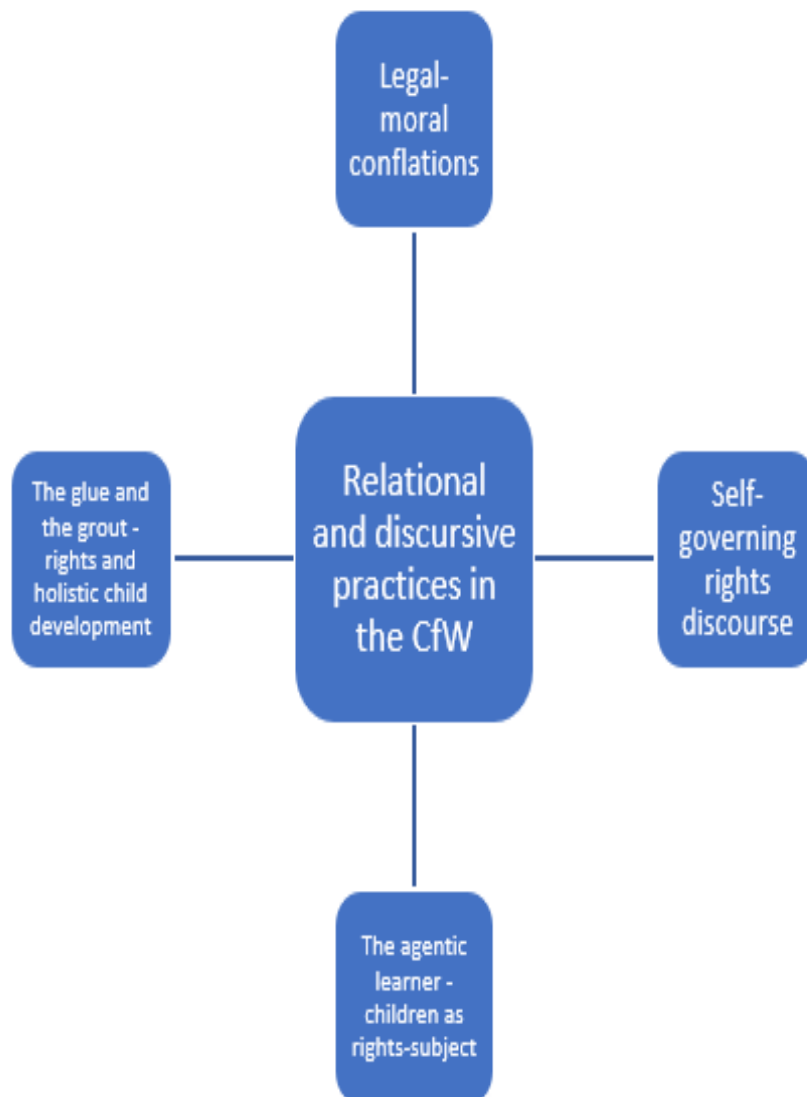 Legal-
moral
conflations
The glue and
the grout -
rights and
holistic child
development
Relational
and discursive
practices in
the CfW
Self-
governing
rights
discourse
The agentic
learner -
children as
rights-subject